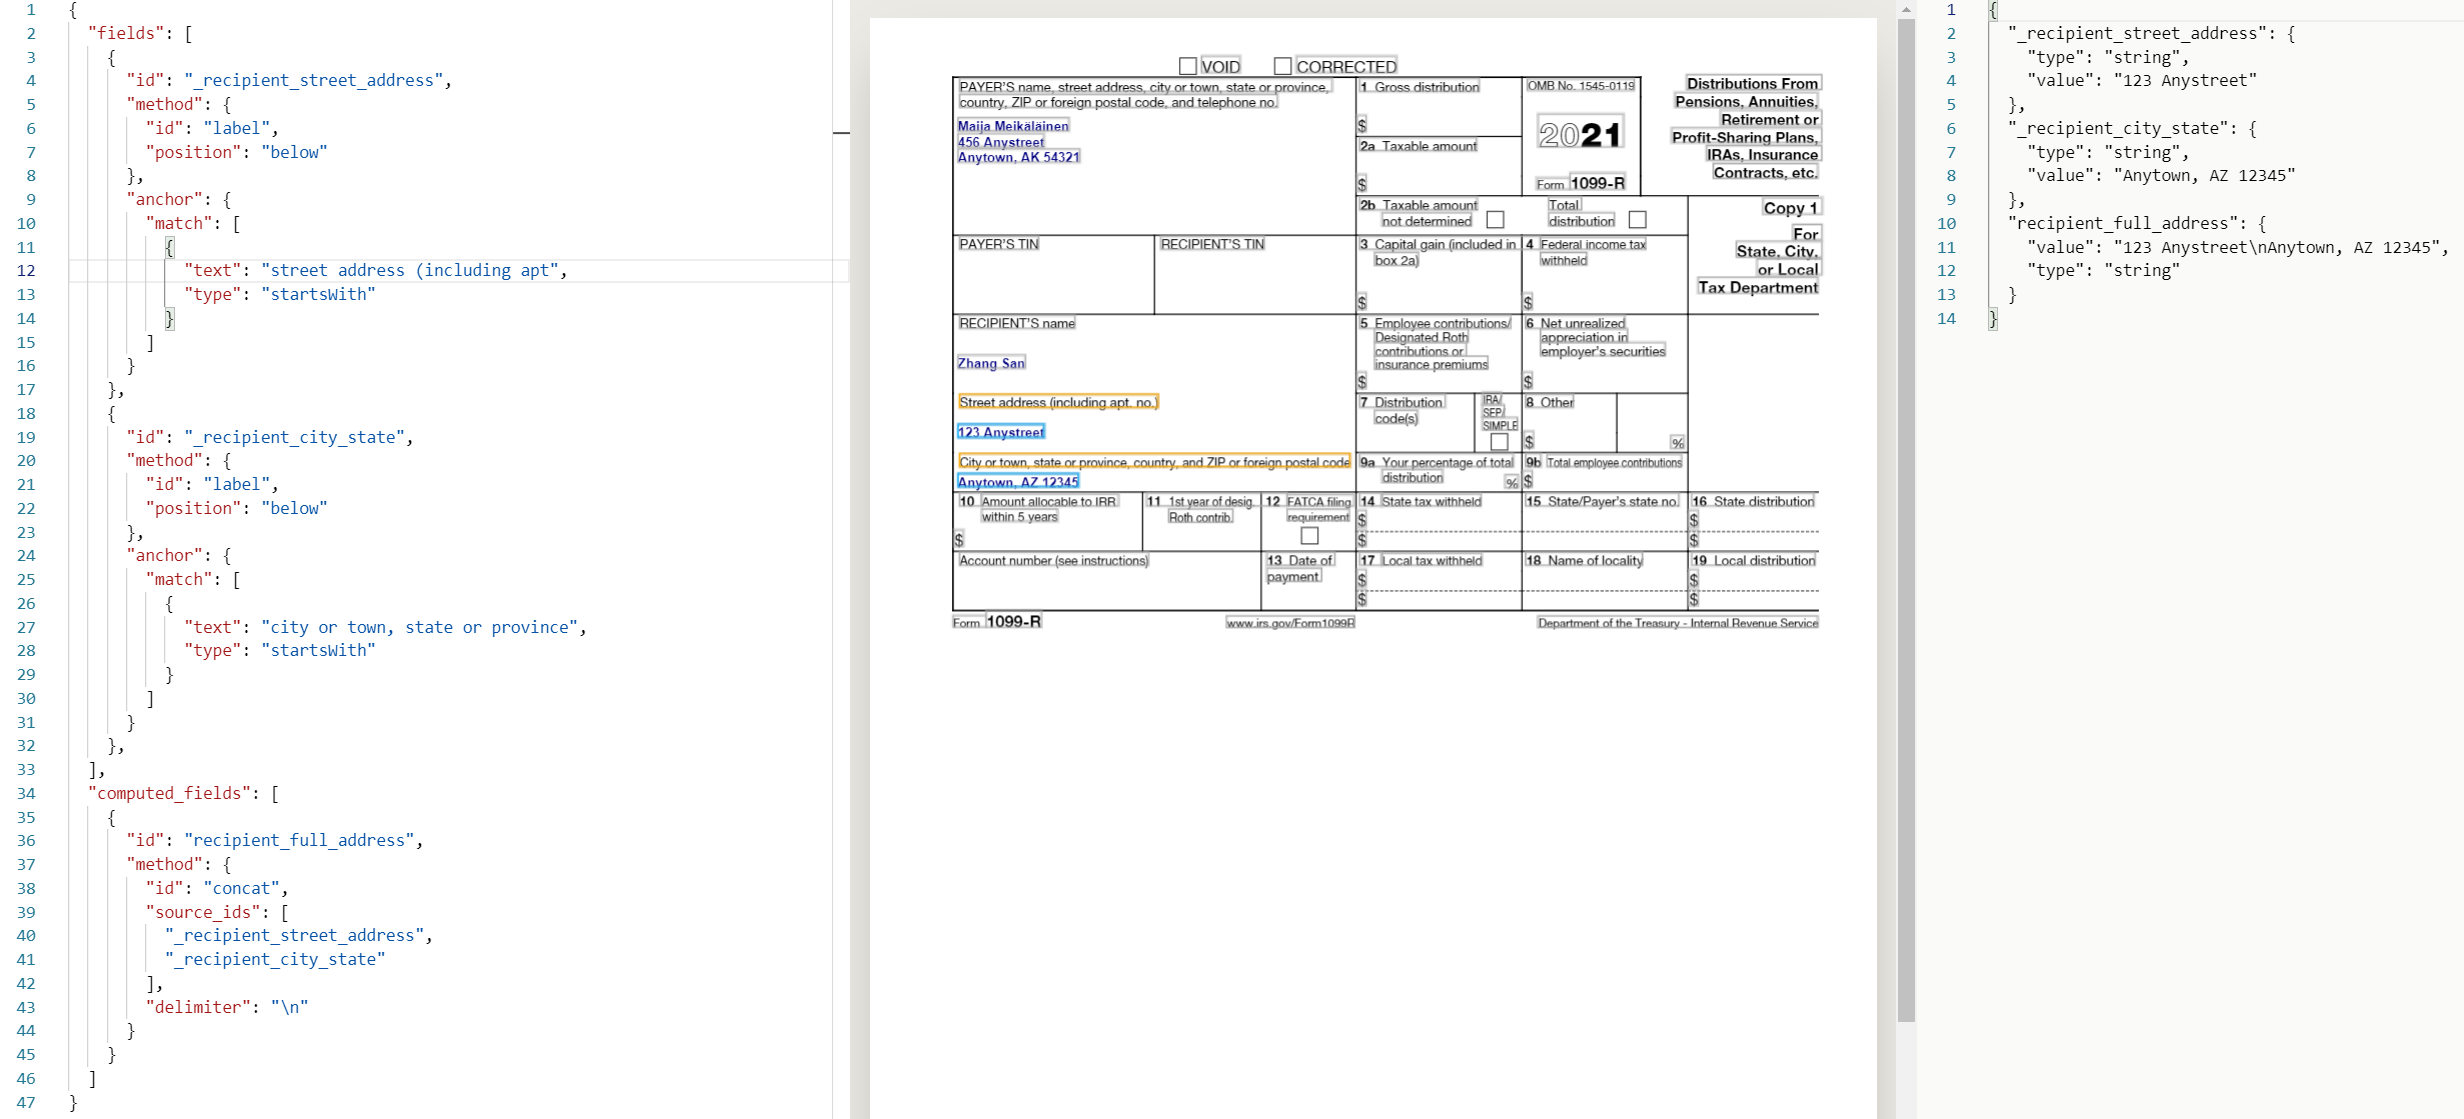 1 {
2 "fields": [
3 {
4 "id": "_recipient_street_address",
5 "method": {
6 "id": "label",
7 "position": "below"
8 },
9 "anchor": {
10 "match": [
11 {
12 "text": "street address (including apt",
13 "type": "startsWith"
14 }
15 ]
16 }
17 },
18 {
19 "id": "_recipient_city_state",
20 "method": {
21 "id": "label",
22 "position": "below"
23 },
24 "anchor": {
25 "match": [
26 {
27 "text": "city or town, state or province",
28 "type": "startsWith"
29 }
30 ]
31 }
32 },
33 ],
34 "computed_fields": [
35 {
36 "id": "recipient_full_address",
37 "method": {
38 "id": "concat",
39 "source_ids": [
40 "_recipient_street_address",
41 "_recipient_city_state"
42 ],
43 "delimiter": "\n"
44 }
45 }
46 ]
47 }
VOID CORRECTED
PAYER'S name, street address, city or town, state or province,
country, ZIP or foreign postal code, and telephone no.
Maija Meikäläinen
456 Anystreet
Anytown, AK 54321
1 Gross distribution
$
2a Taxable amount
$
OMB No. 1545-0119
2021
Form 1099-R
Distributions From
Pensions, Annuities,
Retirement or
Profit-Sharing Plans,
IRAs, Insurance
Contracts, etc.
2b Taxable amount
not determined
Total
distribution
Copy 1
For
State, City,
or Local
Tax Department
PAYER'S TIN
RECIPIENT'S TIN
3 Capital gain (included in
box 2a)
$
4 Federal income tax
withheld
$
RECIPIENT'S name
Zhang San
5 Employee contributions/
Designated Roth
contributions or
insurance premiums
$
6 Net unrealized
appreciation in
employer's securities
$
Street address (including apt. no.)
123 Anystreet
7 Distribution
code(s)
IRA/
SEP/
SIMPLE
8 Other
$
%
City or town, state or province, country, and ZIP or foreign postal code
Anytown, AZ 12345
9a Your percentage of total
distribution
%
9b Total employee contributions
$
10 Amount allocable to IRR
within 5 years
$
11 1st year of desig.
Roth contrib.
12 FATCA filing
requirement
14 State tax withheld
$
$
15 State/Payer's state no.
16 State distribution
$
$
Account number (see instructions)
13 Date of
payment
17 Local tax withheld
$
$
18 Name of locality
19 Local distribution
$
$
Form 1099-R
www.irs.gov/Form1099R
Department of the Treasury - Internal Revenue Service
1 {
2 "_recipient_street_address": {
3 "type": "string",
4 "value": "123 Anystreet"
5 },
6 "_recipient_city_state": {
7 "type": "string",
8 "value": "Anytown, AZ 12345"
9 },
10 "recipient_full_address": {
11 "value": "123 Anystreet\nAnytown, AZ 12345",
12 "type": "string"
13 }
14 }